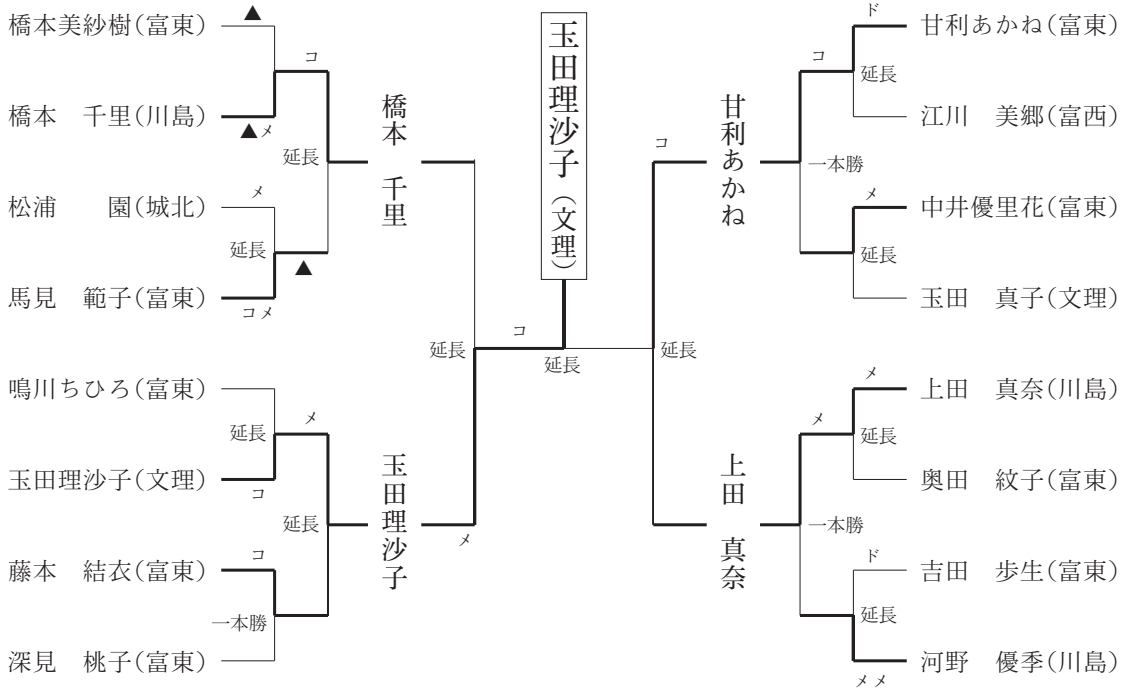 ▲
橋本美紗樹(富東)
コ
橋本　千里(川島)
▲メ
延長
橋本　千里
メ
松浦　　園(城北)
延長
▲
馬見　範子(富東)
コメ
延長
鳴川ちひろ(富東)
メ
延長
玉田理沙子(文理)
コ
延長
玉田理沙子
メ
コ
藤本　結衣(富東)
一本勝
深見　桃子(富東)
玉田理沙子(文理)
コ
延長
ド
甘利あかね(富東)
コ
延長
江川　美郷(富西)
コ
甘利あかね
一本勝
メ
中井優里花(富東)
延長
玉田　真子(文理)
延長
メ
上田　真奈(川島)
メ
延長
奥田　紋子(富東)
上田　真奈
一本勝
ド
吉田　歩生(富東)
延長
河野　優季(川島)
メメ